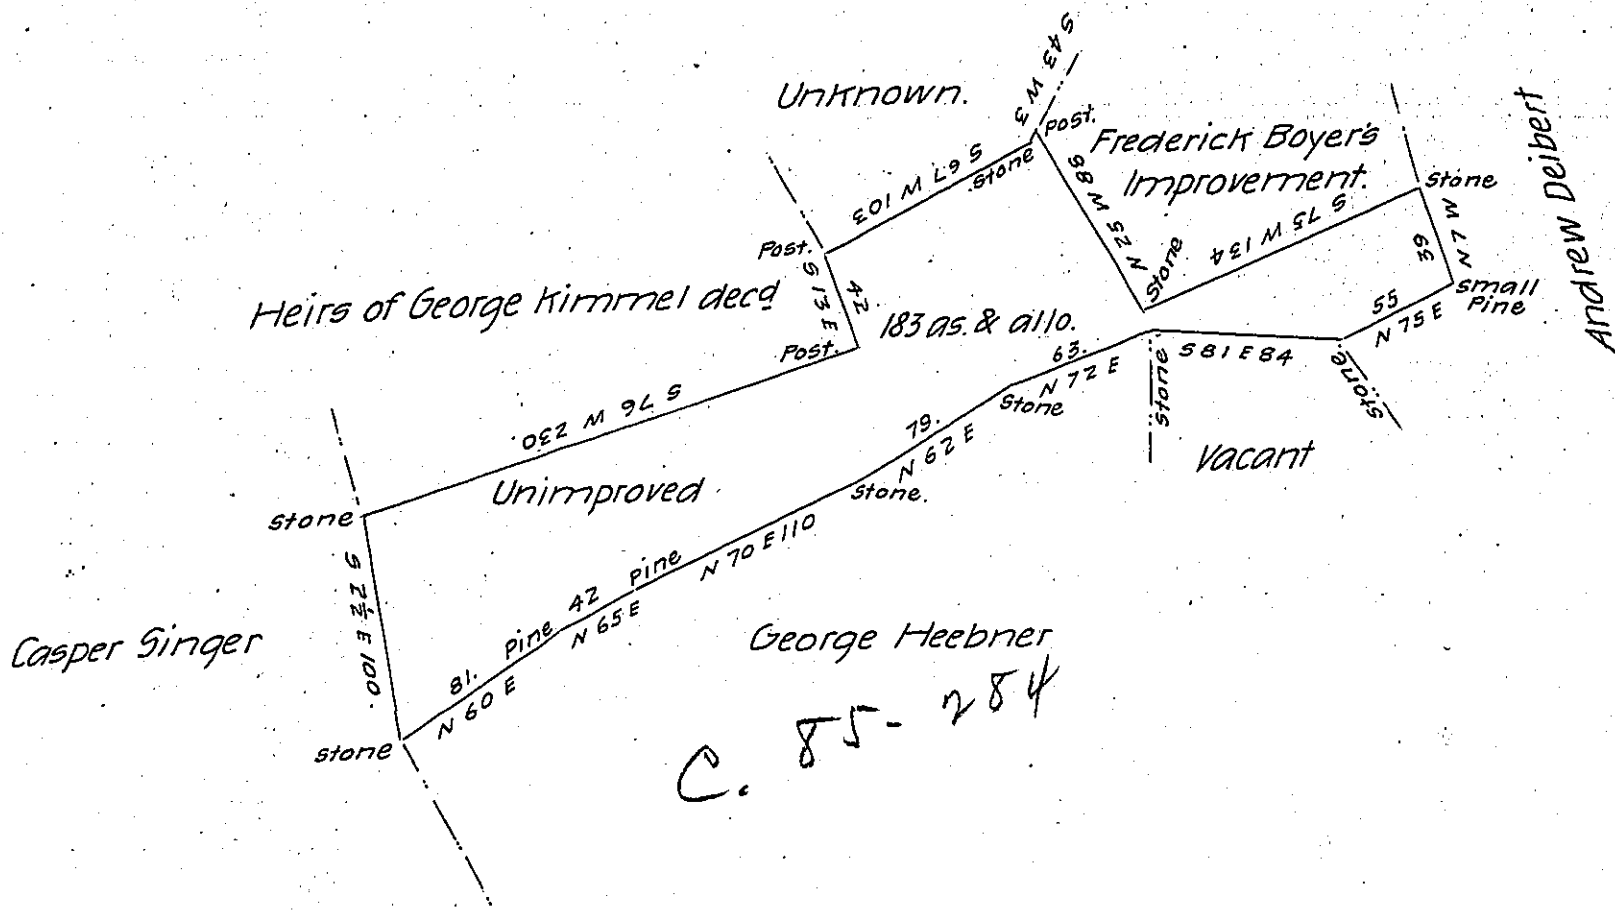 S 43 W 3
Unknown.
Post.
Frederick Boyer's
Improvement.
Andrew Deibert
S 67 W 103
Stone
N 25 W 88
Stone
S 75 W 134
Stone
N 7 W
39
Small
Pine
Post.
S 13 E
42
Heirs of George Kimmel decd
183 as. & allo.
Post.
55
N 75 E
63.
N 72 E
S 81 E 84
Stone
Stone
Stone
S 76 W 230.
79.
N 62 E
Vacant
Unimproved
Stone.
Stone
N 70 E 110
S 7½ E 100.
42
Pine
N 65 E
Pine
Casper Singer
George Heebner
81.
N 60 E
Stone
C. 85-284